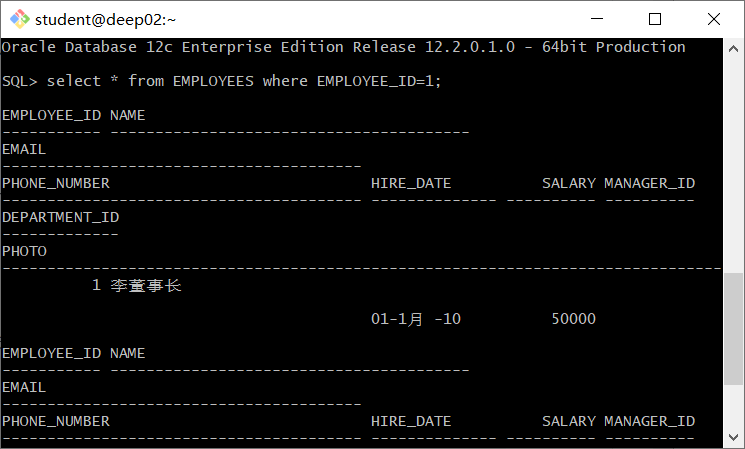 student@deep02:~
Oracle Database 12c Enterprise Edition Release 12.2.0.1.0 - 64bit Production
SQL> select * from EMPLOYEES where EMPLOYEE_ID=1;
EMPLOYEE_ID NAME
----------- ----------------------------------------
EMAIL
----------------------------------------
PHONE_NUMBER                             HIRE_DATE          SALARY MANAGER_ID
---------------------------------------- -------------- ---------- ----------
DEPARTMENT_ID
-------------
PHOTO
--------------------------------------------------------------------------------
          1 李董事长
                                         01-1月 -10          50000
EMPLOYEE_ID NAME
----------- ----------------------------------------
EMAIL
----------------------------------------
PHONE_NUMBER                             HIRE_DATE          SALARY MANAGER_ID
---------------------------------------- -------------- ---------- ----------